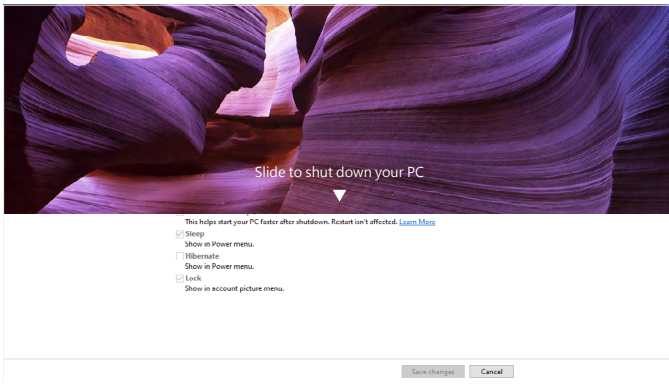 Slide to shut down your PC
This helps start your PC faster after shutdown. Restart isn't affected. Learn More
Sleep
Show in Power menu.
Hibernate
Show in Power menu.
Lock
Show in account picture menu.
Save changes Cancel